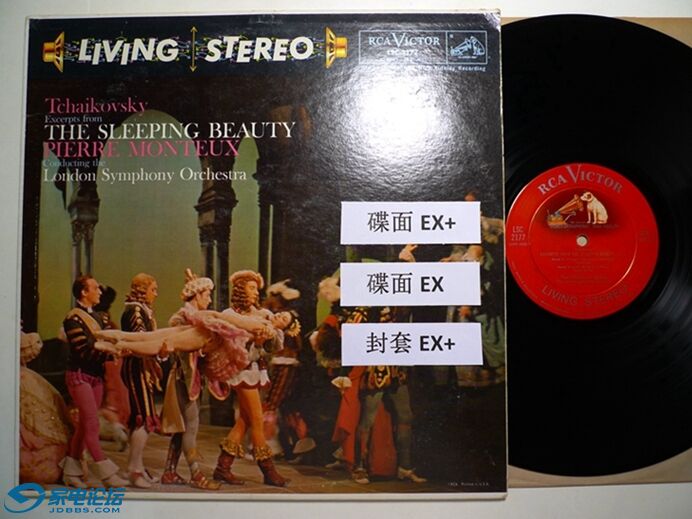 LIVING STEREO
RCA VICTOR
LSC-2177
Tchaikovsky
Excerpts from
THE SLEEPING BEAUTY
PIERRE MONTEUX
Conducting the
London Symphony Orchestra
碟面 EX+
碟面 EX
封套 EX+
RCA VICTOR
LSC
2177
LIVING STEREO
家电论坛
JDBBS.COM